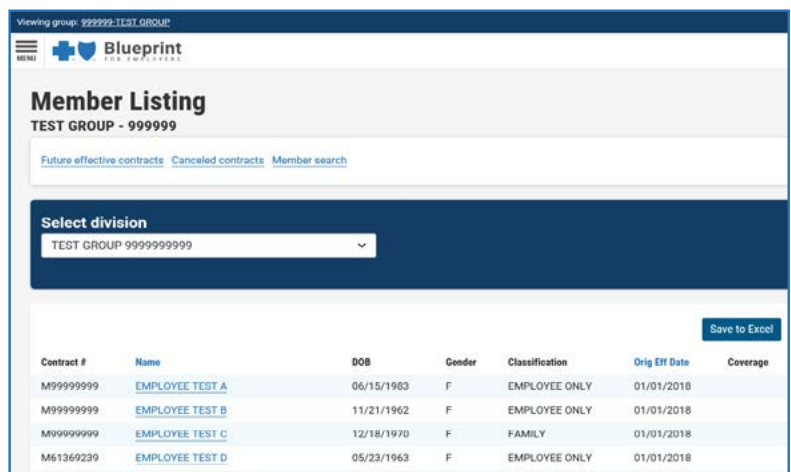 Viewing group: 999999-TEST GROUP
MENU
Blueprint
FOR EMPLOYERS
Member Listing
TEST GROUP - 999999
Future effective contracts Canceled contracts Member search
Select division
TEST GROUP 9999999999
Save to Excel
Contract # Name DOB Gender Classification Orig Eff Date Coverage
M99999999 EMPLOYEE TEST A 06/15/1983 F EMPLOYEE ONLY 01/01/2018
M99999999 EMPLOYEE TEST B 11/21/1962 F EMPLOYEE ONLY 01/01/2018
M99999999 EMPLOYEE TEST C 12/18/1970 F FAMILY 01/01/2018
M61369239 EMPLOYEE TEST D 05/23/1963 F EMPLOYEE ONLY 01/01/2018